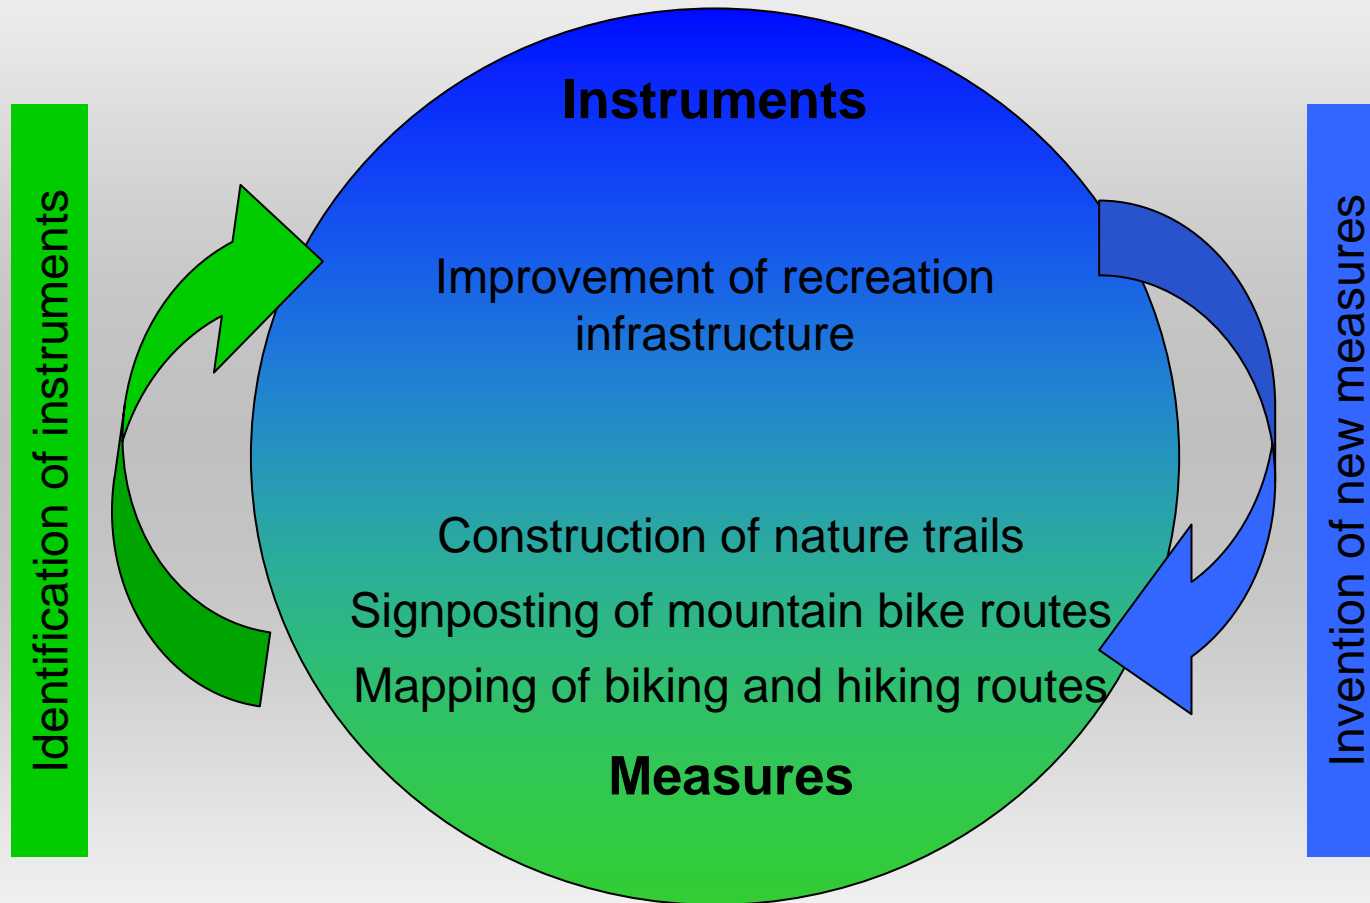 Instruments
Identification of instruments
Improvement of recreation
infrastructure
Construction of nature trails
Signposting of mountain bike routes
Mapping of biking and hiking routes
Measures
Invention of new measures